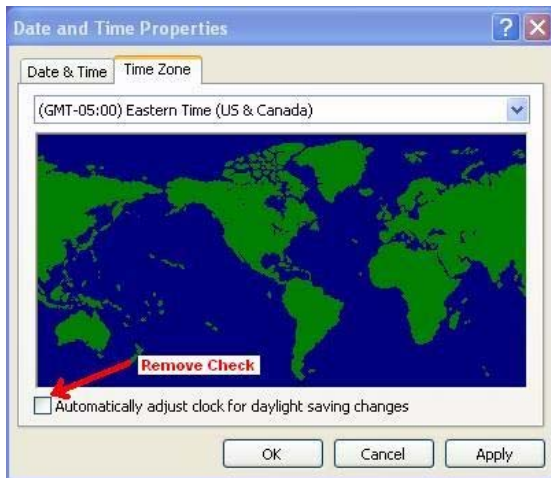 Date and Time Properties
Date & Time
Time Zone
(GMT-05:00) Eastern Time (US & Canada)
Remove Check
Automatically adjust clock for daylight saving changes
OK
Cancel
Apply